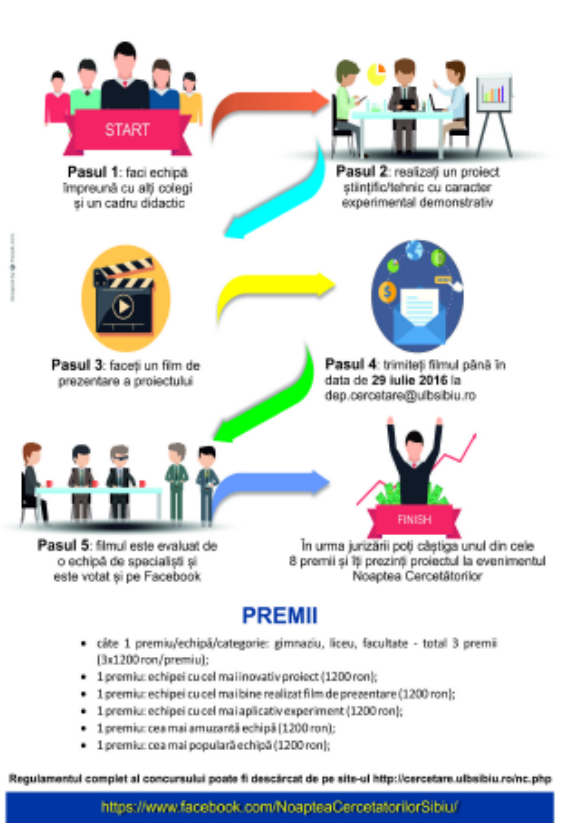 START
Pasul 1: faci echipă
împreună cu alți colegi
și un cadru didactic
Pasul 2: realizați un proiect
științific/tehnic cu caracter
experimental demonstrativ
Pasul 3: faceți un film de
prezentare a proiectului
Pasul 4: trimiteți filmul până în
data de 29 iulie 2016 la
dep.cercetare@ulbsibiu.ro
Pasul 5: filmul este evaluat de
o echipă de specialiști și
este votat și pe Facebook
FINISH
În urma jurizării poți câștiga unul din cele
8 premii și îți prezinți proiectul la evenimentul
Noaptea Cercetătorilor
PREMII
• câte 1 premiu/echipă/categorie: gimnaziu, liceu, facultate - total 3 premii
(3x1200 ron/premiu);
• 1 premiu: echipei cu cel mai inovativ proiect (1200 ron);
• 1 premiu: echipei cu cel mai bine realizat film de prezentare (1200 ron);
• 1 premiu: echipei cu cel mai aplicativ experiment (1200 ron);
• 1 premiu: cea mai amuzantă echipă (1200 ron);
• 1 premiu: cea mai populară echipă (1200 ron);
Regulamentul complet al concursului poate fi descărcat de pe site-ul http://cercetare.ulbsibiu.ro/nc.php
https://www.facebook.com/NoapteaCercetatorilorSibiu/